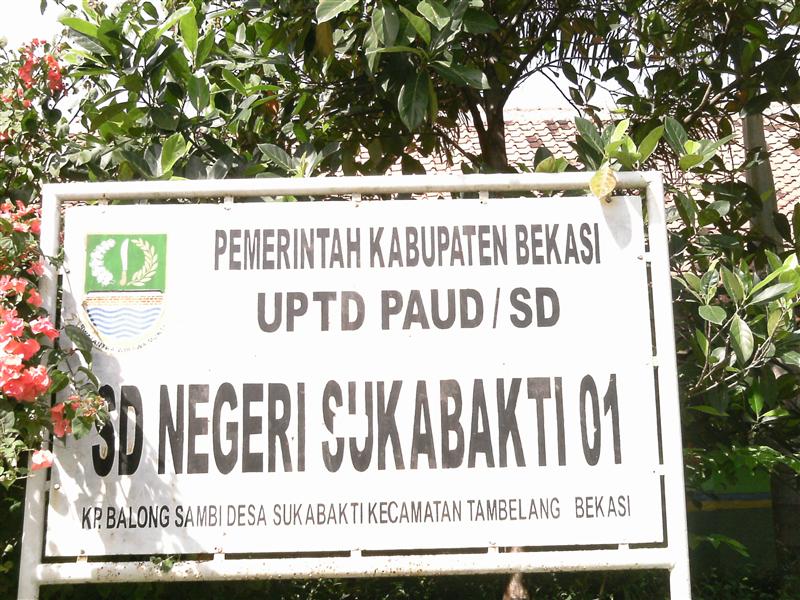 PEMERINTAH KABUPATEN BEKASI
UPTD PAUD / SD
SD NEGERI SUKABAKTI 01
KP. BALONG SAMBI DESA SUKABAKTI KECAMATAN TAMBELANG BEKASI